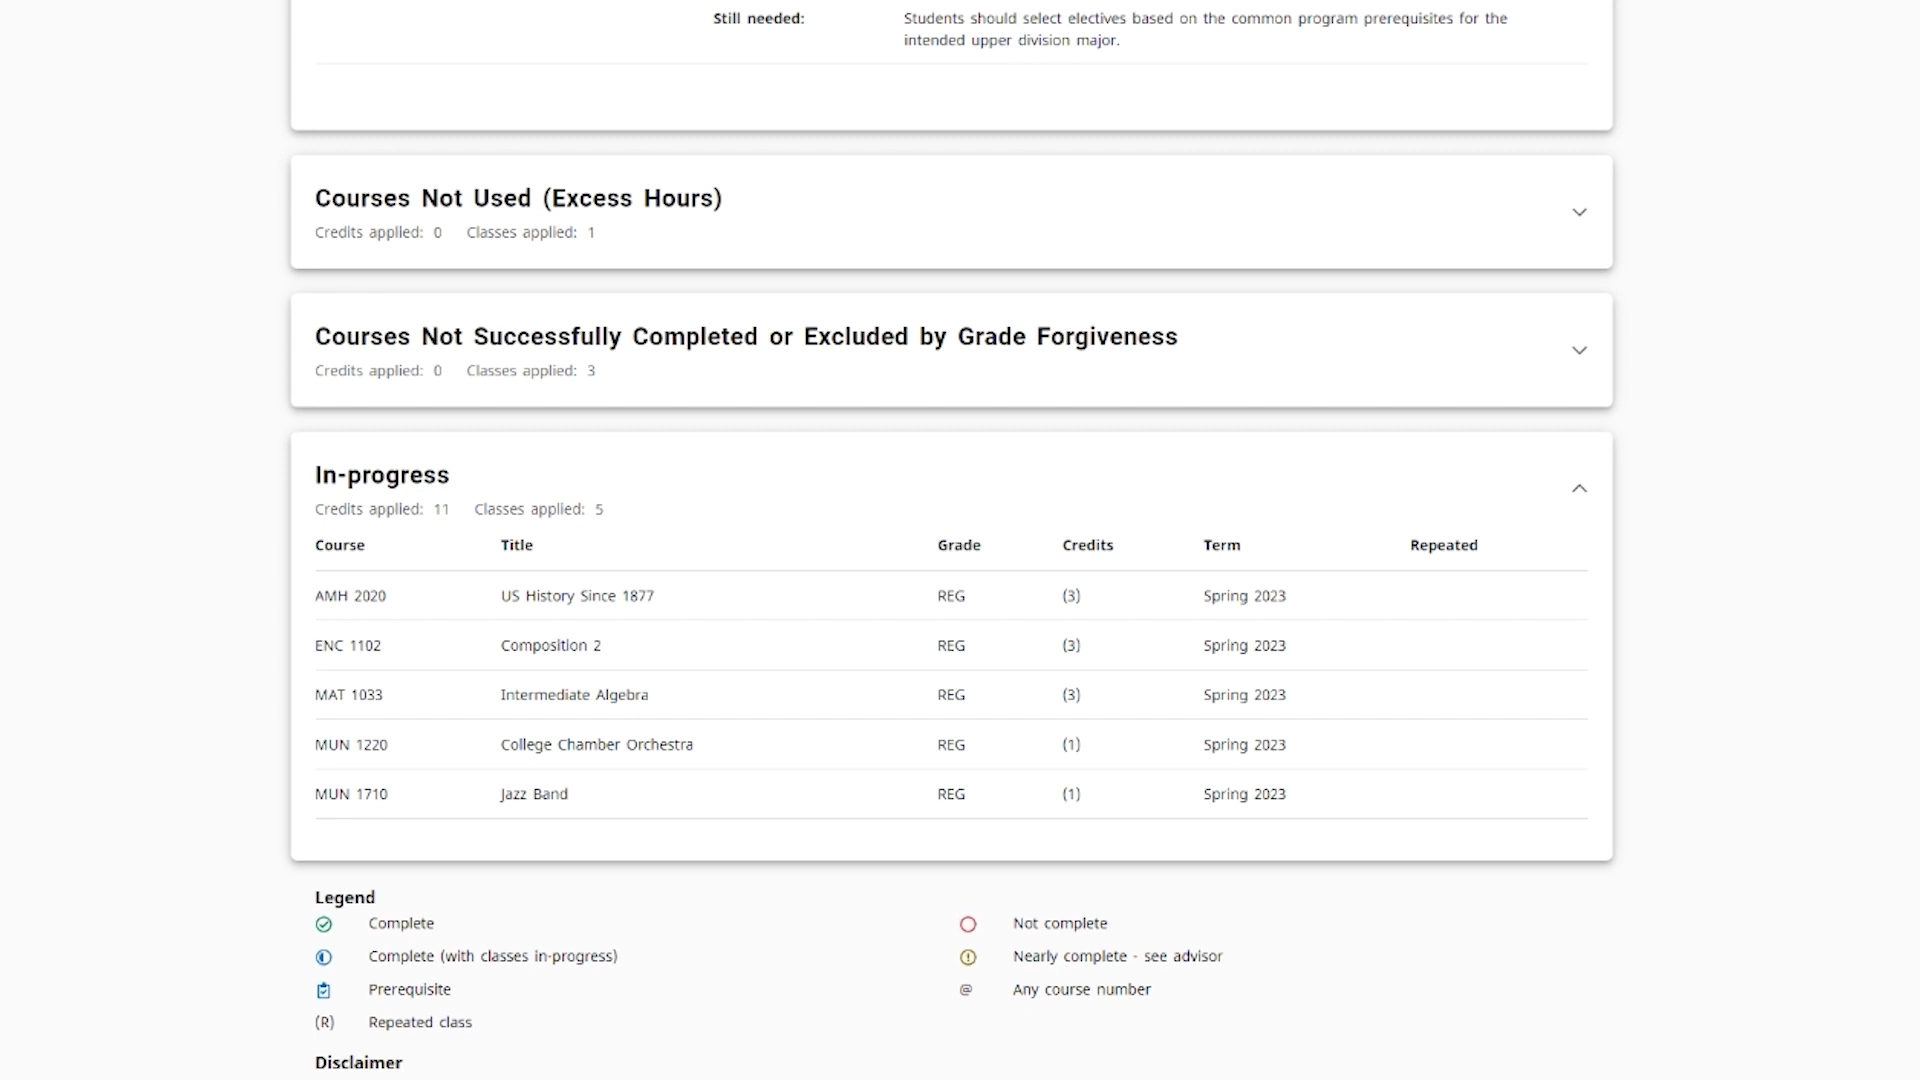 Still needed: Students should select electives based on the common program prerequisites for the
intended upper division major.
Courses Not Used (Excess Hours)
Credits applied: 0 Classes applied: 1
Courses Not Successfully Completed or Excluded by Grade Forgiveness
Credits applied: 0 Classes applied: 3
In-progress
Credits applied: 11 Classes applied: 5
Course Title Grade Credits Term Repeated
AMH 2020 US History Since 1877 REG (3) Spring 2023
ENC 1102 Composition 2 REG (3) Spring 2023
MAT 1033 Intermediate Algebra REG (3) Spring 2023
MUN 1220 College Chamber Orchestra REG (1) Spring 2023
MUN 1710 Jazz Band REG (1) Spring 2023
Legend
Complete Not complete
Complete (with classes in-progress) Nearly complete - see advisor
Prerequisite @ Any course number
(R) Repeated class
Disclaimer